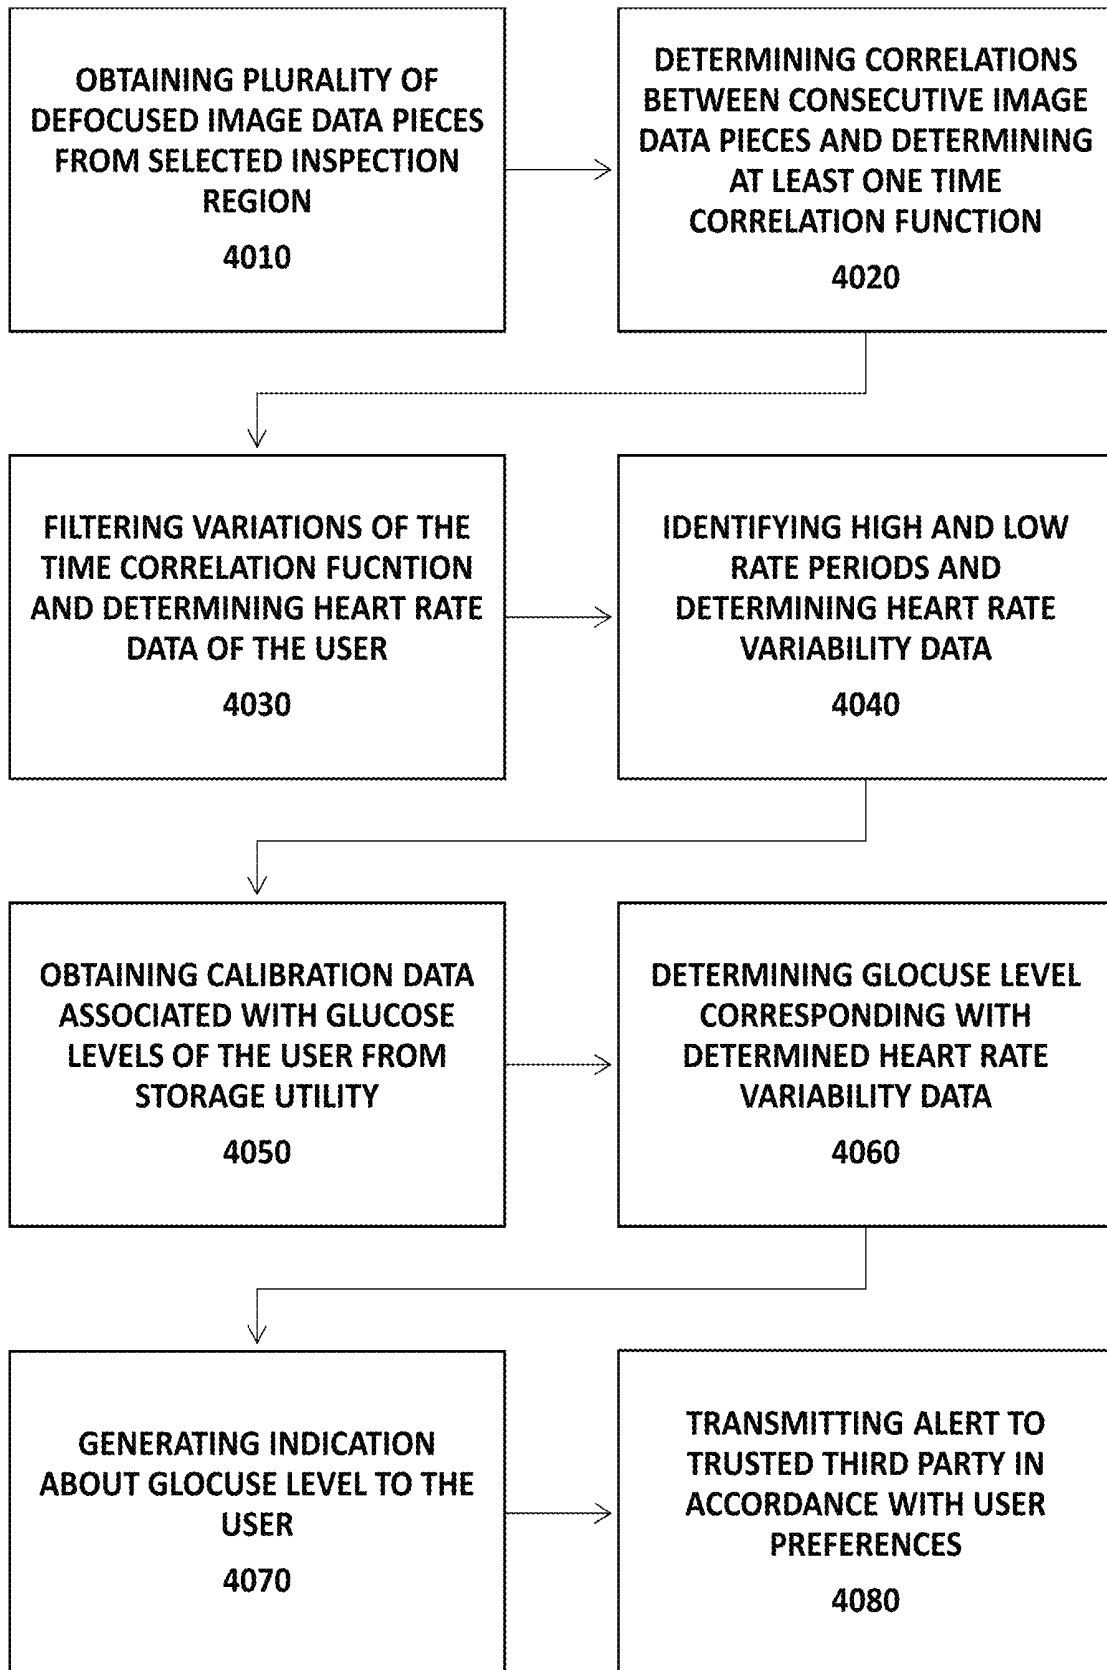 OBTAINING PLURALITY OF
DEFOCUSED IMAGE DATA PIECES
FROM SELECTED INSPECTION
REGION
4010
DETERMINING CORRELATIONS
BETWEEN CONSECUTIVE IMAGE
DATA PIECES AND DETERMINING
AT LEAST ONE TIME
CORRELATION FUNCTION
4020
FILTERING VARIATIONS OF THE
TIME CORRELATION FUCNTION
AND DETERMINING HEART RATE
DATA OF THE USER
4030
IDENTIFYING HIGH AND LOW
RATE PERIODS AND
DETERMINING HEART RATE
VARIABILITY DATA
4040
OBTAINING CALIBRATION DATA
ASSOCIATED WITH GLUCOSE
LEVELS OF THE USER FROM
STORAGE UTILITY
4050
DETERMINING GLOCUSE LEVEL
CORRESPONDING WITH
DETERMINED HEART RATE
VARIABILITY DATA
4060
GENERATING INDICATION
ABOUT GLOCUSE LEVEL TO THE
USER
4070
TRANSMITTING ALERT TO
TRUSTED THIRD PARTY IN
ACCORDANCE WITH USER
PREFERENCES
4080